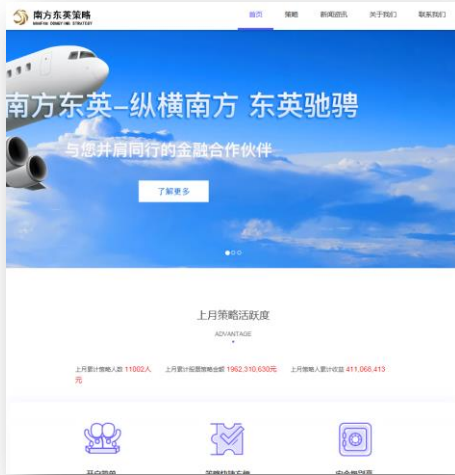 南方东英策略
NANFAN DONGYING STRATEGY
首页 策略 新闻资讯 关于我们 联系我们
南方东英–纵横南方 东英驰骋
与您并肩同行的金融合作伙伴
了解更多
上月策略活跃度
ADVANTAGE
上月累计策略人数 11002人 上月累计股票策略金额 1962,310,630元 上月策略人累计收益 411,068,413
元